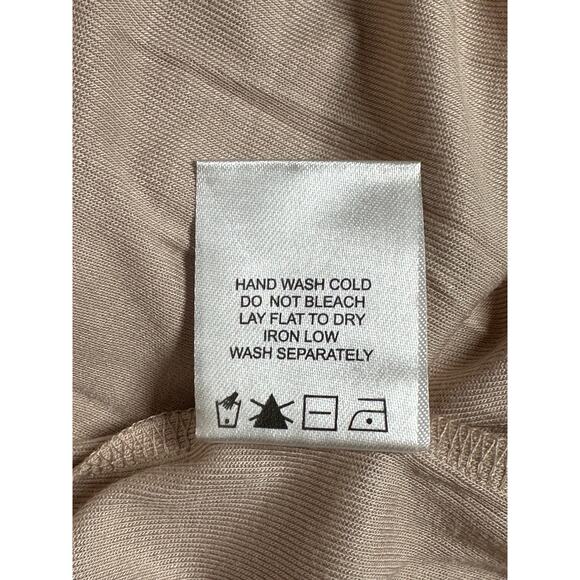 HAND WASH COLD
DO NOT BLEACH
LAY FLAT TO DRY
IRON LOW
WASH SEPARATELY